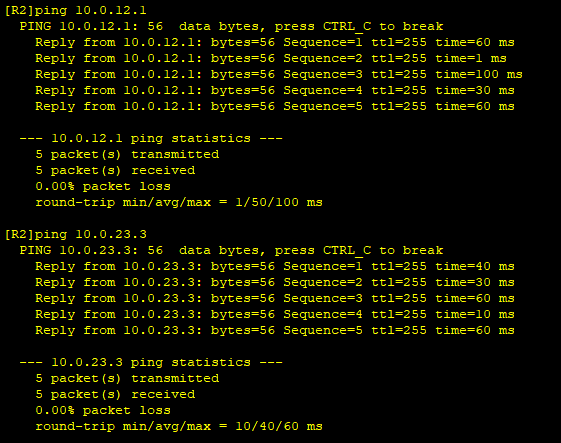 [R2]ping 10.0.12.1
  PING 10.0.12.1: 56  data bytes, press CTRL_C to break
    Reply from 10.0.12.1: bytes=56 Sequence=1 ttl=255 time=60 ms
    Reply from 10.0.12.1: bytes=56 Sequence=2 ttl=255 time=1 ms
    Reply from 10.0.12.1: bytes=56 Sequence=3 ttl=255 time=100 ms
    Reply from 10.0.12.1: bytes=56 Sequence=4 ttl=255 time=30 ms
    Reply from 10.0.12.1: bytes=56 Sequence=5 ttl=255 time=60 ms
  --- 10.0.12.1 ping statistics ---
    5 packet(s) transmitted
    5 packet(s) received
    0.00% packet loss
    round-trip min/avg/max = 1/50/100 ms
[R2]ping 10.0.23.3
  PING 10.0.23.3: 56  data bytes, press CTRL_C to break
    Reply from 10.0.23.3: bytes=56 Sequence=1 ttl=255 time=40 ms
    Reply from 10.0.23.3: bytes=56 Sequence=2 ttl=255 time=30 ms
    Reply from 10.0.23.3: bytes=56 Sequence=3 ttl=255 time=60 ms
    Reply from 10.0.23.3: bytes=56 Sequence=4 ttl=255 time=10 ms
    Reply from 10.0.23.3: bytes=56 Sequence=5 ttl=255 time=60 ms
  --- 10.0.23.3 ping statistics ---
    5 packet(s) transmitted
    5 packet(s) received
    0.00% packet loss
    round-trip min/avg/max = 10/40/60 ms